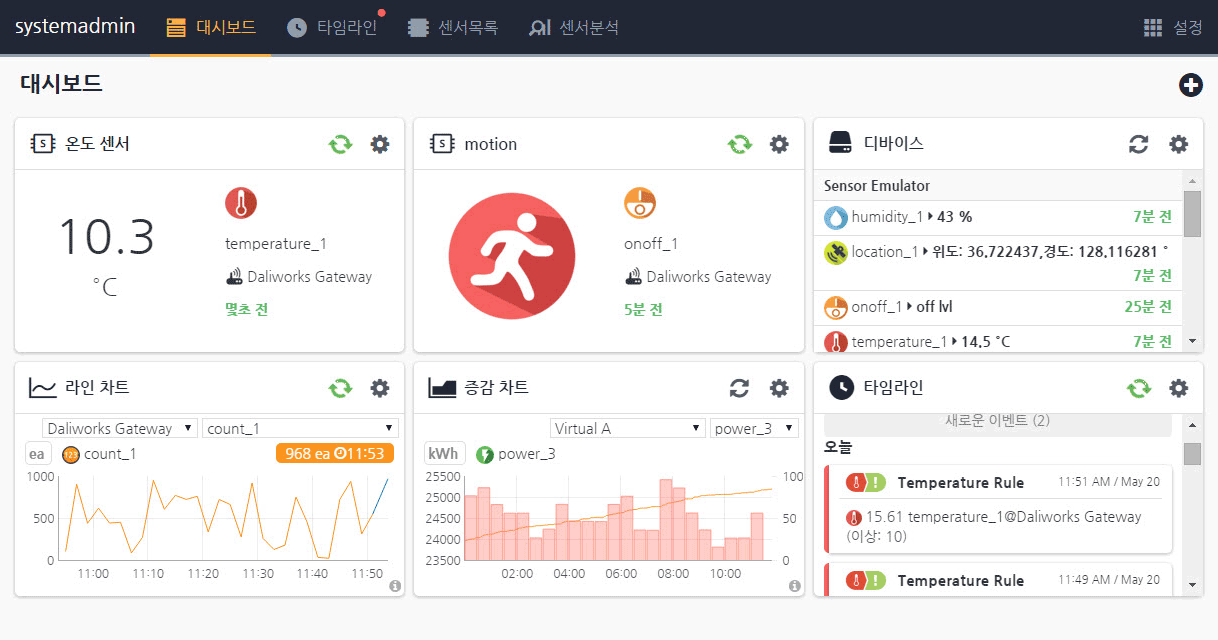 systemadmin 대시보드 타임라인 센서목록 센서분석 설정
대시보드
S 온도 센서
10.3
°C
temperature_1
Daliworks Gateway
몇초 전
S motion
onoff_1
Daliworks Gateway
5분 전
디바이스
Sensor Emulator
humidity_1 43 % 7분 전
location_1 위도: 36,722437,경도: 128,116281 °
7분 전
onoff_1 off lvl 25분 전
temperature_1 14,5 °C 7분 전
라인 차트
Daliworks Gateway count_1
ea 123 count_1 968 ea 11:53
1000
500
0
11:00 11:10 11:20 11:30 11:40 11:50
증감 차트
Virtual A power_3
kWh power_3
25500 100
25000
24500 50
24000
23500 0
02:00 04:00 06:00 08:00 10:00
타임라인
새로운 이벤트 (2)
오늘
Temperature Rule 11:51 AM / May 20
15.61 temperature_1@Daliworks Gateway
(이상: 10)
Temperature Rule 11:49 AM / May 20